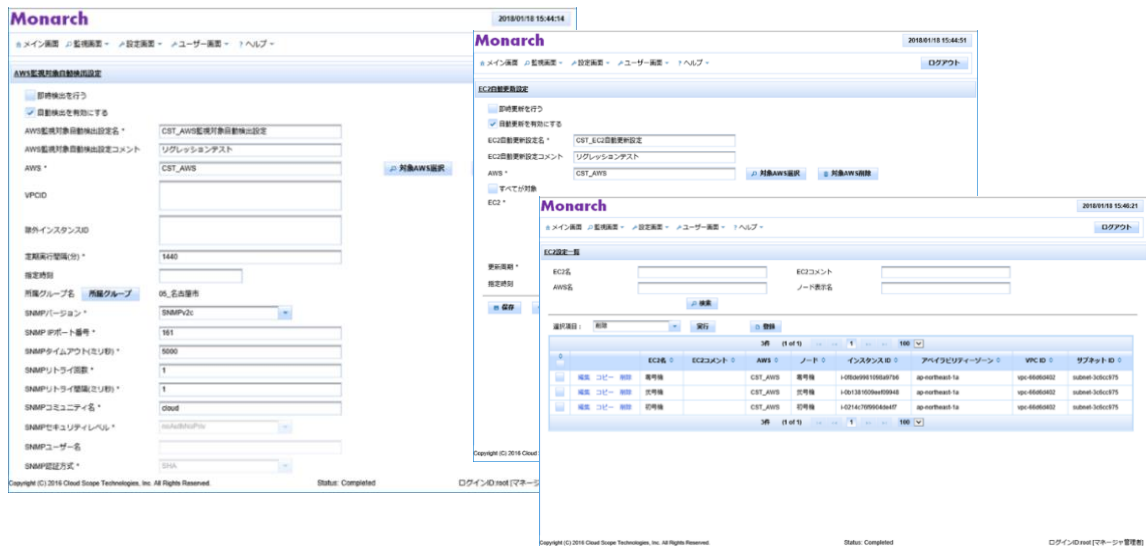 Monarch
2018/01/18 15:44:14
メイン画面 監視画面 設定画面 ユーザー画面 ? ヘルプ
AWS監視対象自動検出設定
即時検出を行う
自動検出を有効にする
AWS監視対象自動検出設定名 * CST_AWS監視対象自動検出設定
AWS監視対象自動検出設定コメント リグレッションテスト
AWS * CST_AWS 対象AWS選択
VPCID
除外インスタンスID
定期実行間隔(分) * 1440
指定時刻
所属グループ名 所属グループ 05_名古屋市
SNMPバージョン * SNMPv2c
SNMP IPポート番号 * 161
SNMPタイムアウト(ミリ秒) * 5000
SNMPリトライ回数 * 1
SNMPリトライ間隔(ミリ秒) * 1
SNMPコミュニティ名 * cloud
SNMPセキュリティレベル * noAuthNoPriv
SNMPユーザー名
SNMP認証方式 * SHA
Copyright (C) 2016 Cloud Scope Technologies, Inc. All Rights Reserved. Status: Completed ログインID:root [マネージ
Monarch
2018/01/18 15:44:51
メイン画面 監視画面 設定画面 ユーザー画面 ? ヘルプ ログアウト
EC2自動更新設定
即時更新を行う
自動更新を有効にする
EC2自動更新設定名 * CST_EC2自動更新設定
EC2自動更新設定コメント リグレッションテスト
AWS * CST_AWS 対象AWS選択 対象AWS削除
すべてが対象
EC2 *
更新周期 *
指定時刻
保存
Copyright (C) 2016 Cloud
Monarch
2018/01/18 15:46:21
メイン画面 監視画面 設定画面 ユーザー画面 ? ヘルプ ログアウト
EC2設定一覧
EC2名 EC2コメント
AWS名 ノード表示名
検索
選択項目: 削除 実行 登録
3件 (1 of 1) 1 100
EC2名 EC2コメント AWS ノード インスタンスID アベイラビリティーゾーン VPC ID サブネット ID
編集 コピー 削除 CST_AWS ap-northeast-1a vpc-66d6d402 subnet-3c6cc975
編集 コピー 削除 弐号機 CST_AWS 弐号機 i-0b1381609eef09948 ap-northeast-1a vpc-66d6d402 subnet-3c6cc975
編集 コピー 削除 初号機 CST_AWS 初号機 i-0214c76f9904de4f7 ap-northeast-1a vpc-66d6d402 subnet-3c6cc975
3件 (1 of 1) 1 100
Copyright (C) 2016 Cloud Scope Technologies, Inc. All Rights Reserved. Status: Completed ログインID:root [マネージャ管理者]